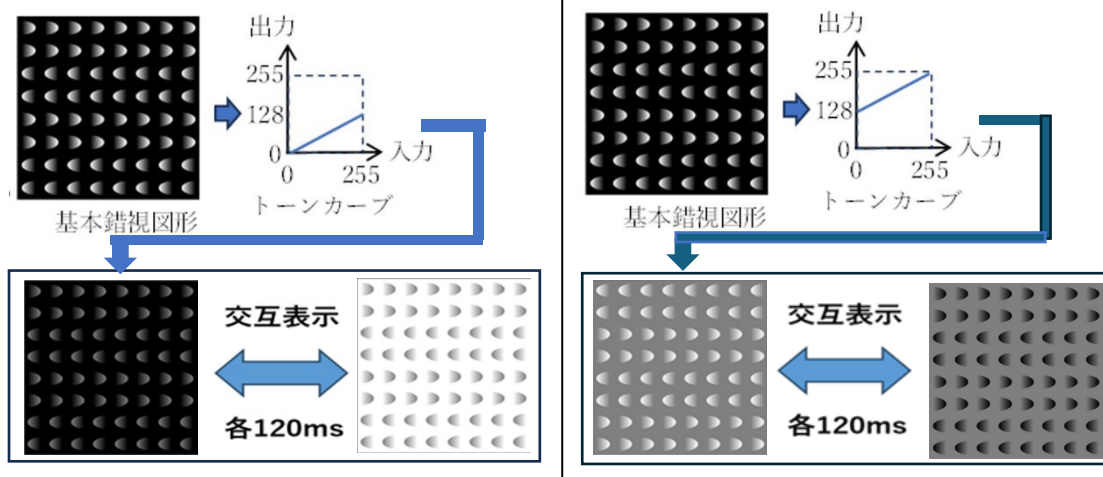 出力
255
128
0
入力
0
255
トーンカーブ
基本錯視図形
交互表示
各120ms
出力
255
128
0
入力
0
255
トーンカーブ
基本錯視図形
交互表示
各120ms